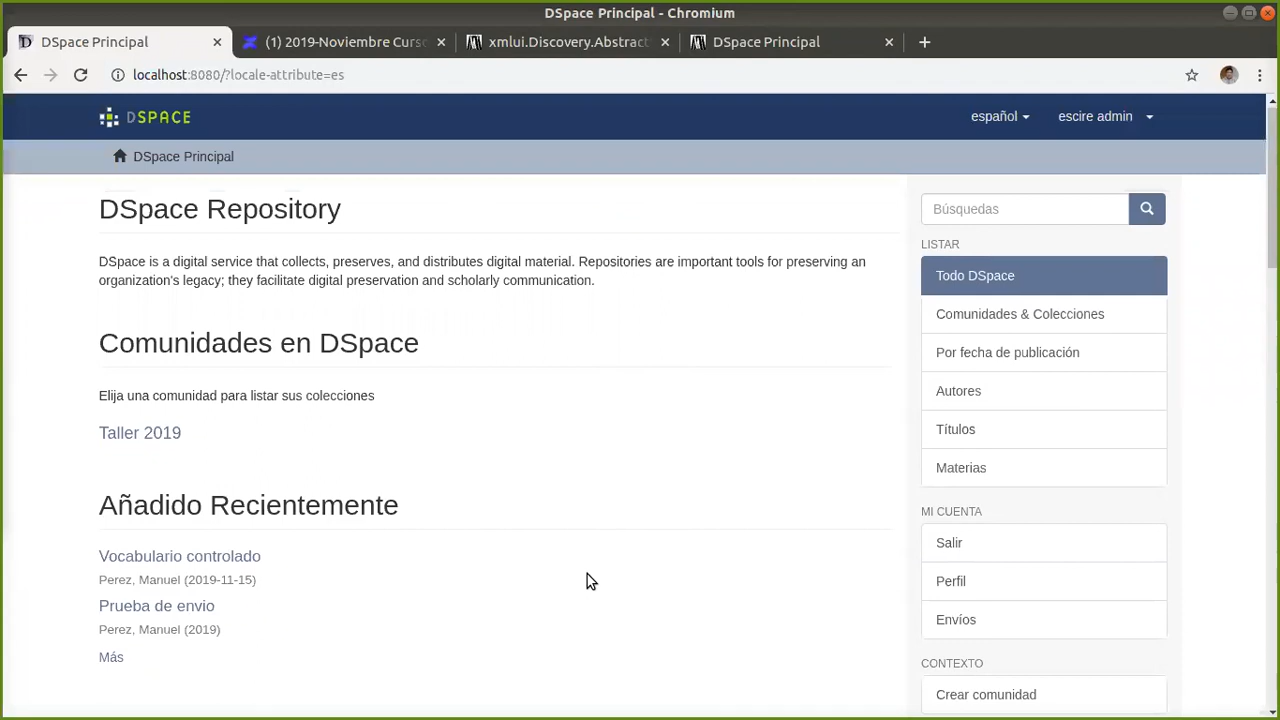 DSpace Principal - Chromium
DSpace Principal
(1) 2019-Noviembre Curso
xmlui.Discovery.Abstract
DSpace Principal
localhost:8080/?locale-attribute=es
DSPACE
español
escire admin
DSpace Principal
DSpace Repository
DSpace is a digital service that collects, preserves, and distributes digital material. Repositories are important tools for preserving an
organization's legacy; they facilitate digital preservation and scholarly communication.
Comunidades en DSpace
Elija una comunidad para listar sus colecciones
Taller 2019
Añadido Recientemente
Vocabulario controlado
Perez, Manuel (2019-11-15)
Prueba de envio
Perez, Manuel (2019)
Más
Búsquedas
LISTAR
Todo DSpace
Comunidades & Colecciones
Por fecha de publicación
Autores
Títulos
Materias
MI CUENTA
Salir
Perfil
Envíos
CONTEXTO
Crear comunidad